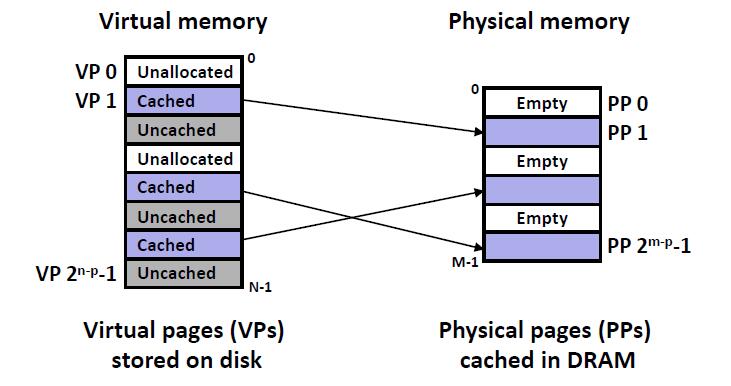 Virtual memory
Physical memory
0
VP 0
Unallocated
VP 1
Cached
Uncached
Unallocated
Cached
Uncached
Cached
VP 2ⁿ⁻ᵖ-1
Uncached
N-1
0
Empty
PP 0
PP 1
Empty
Empty
PP 2ᵐ⁻ᵖ-1
M-1
Virtual pages (VPs)
stored on disk
Physical pages (PPs)
cached in DRAM